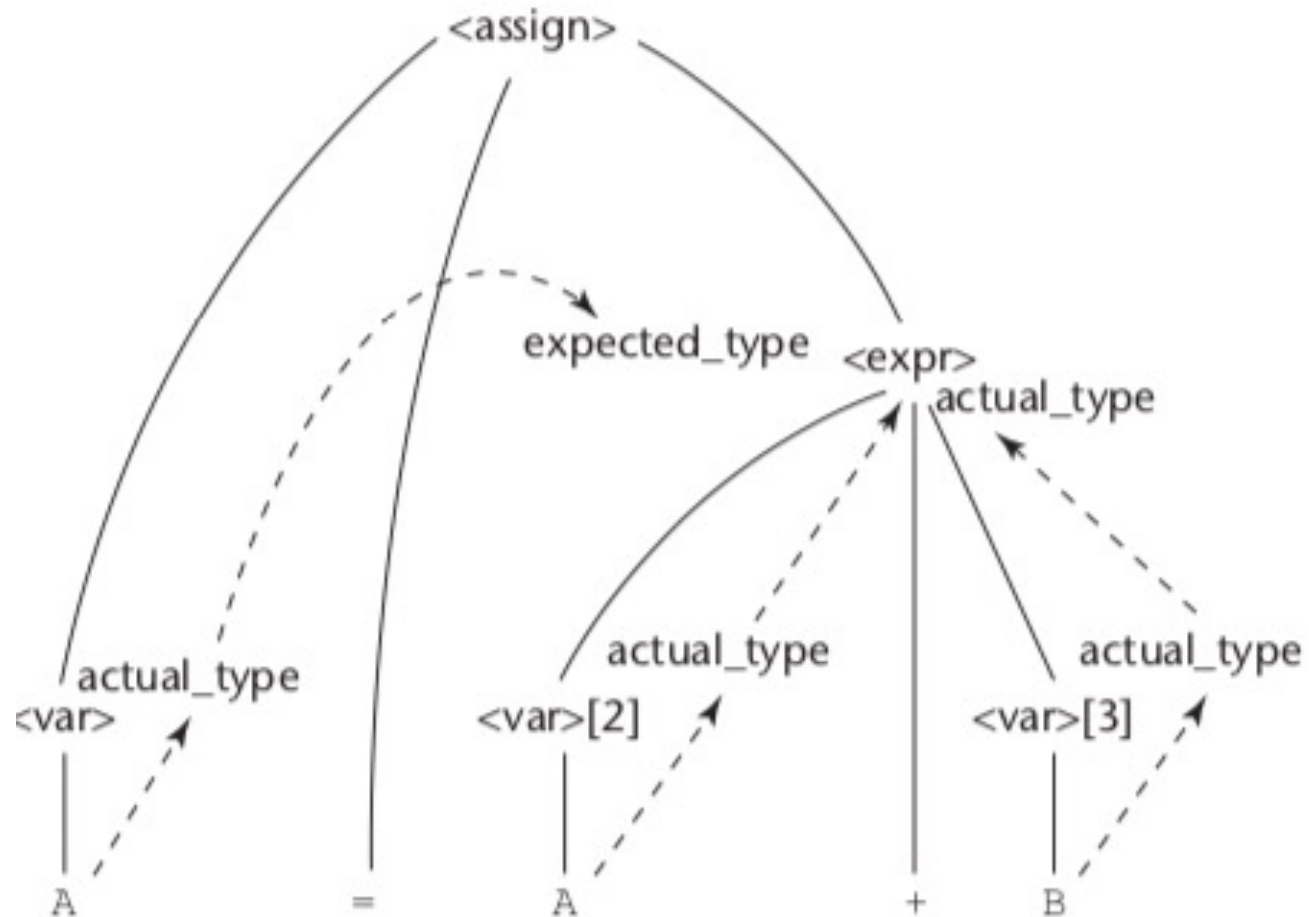 <assign>
expected_type <expr>
actual_type
actual_type actual_type actual_type
<var> <var>[2] <var>[3]
A = A + B